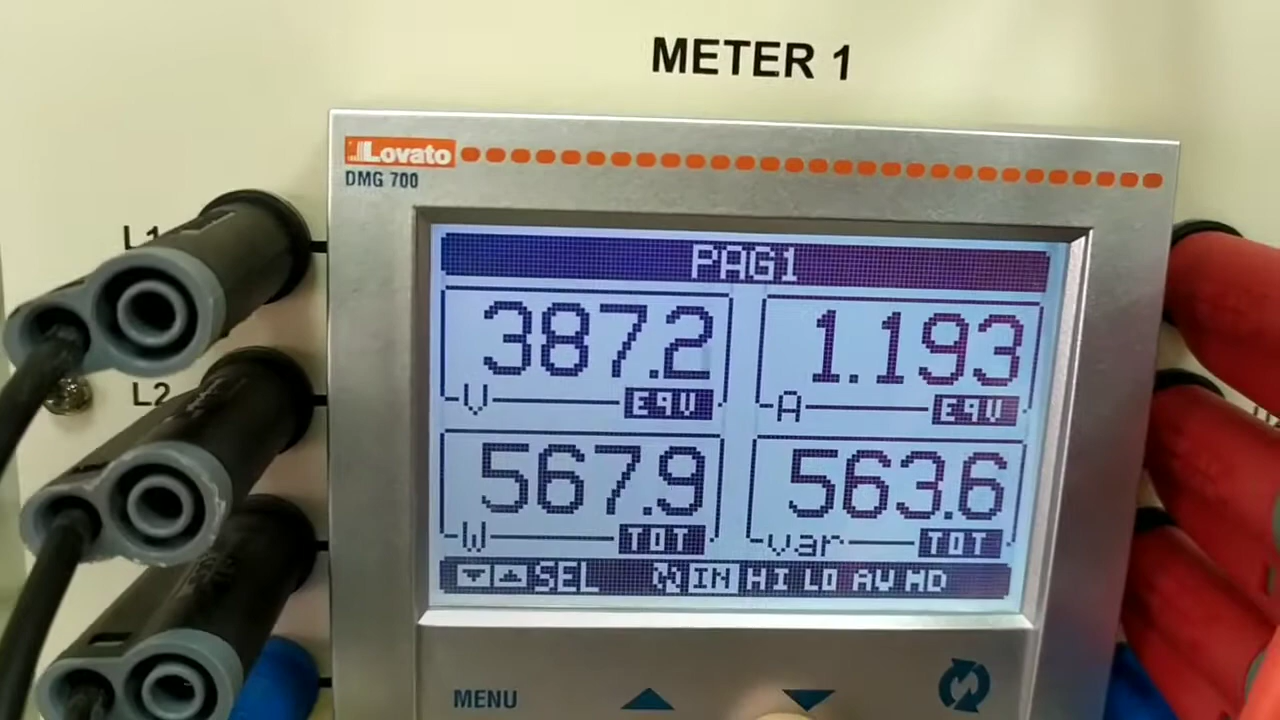 METER 1
Lovato
DMG 700
L1
L2
PAG1
387.2
V EQV
1.193
A EQV
567.9
W TOT
563.6
var TOT
SEL IN HI LO AV MD
MENU